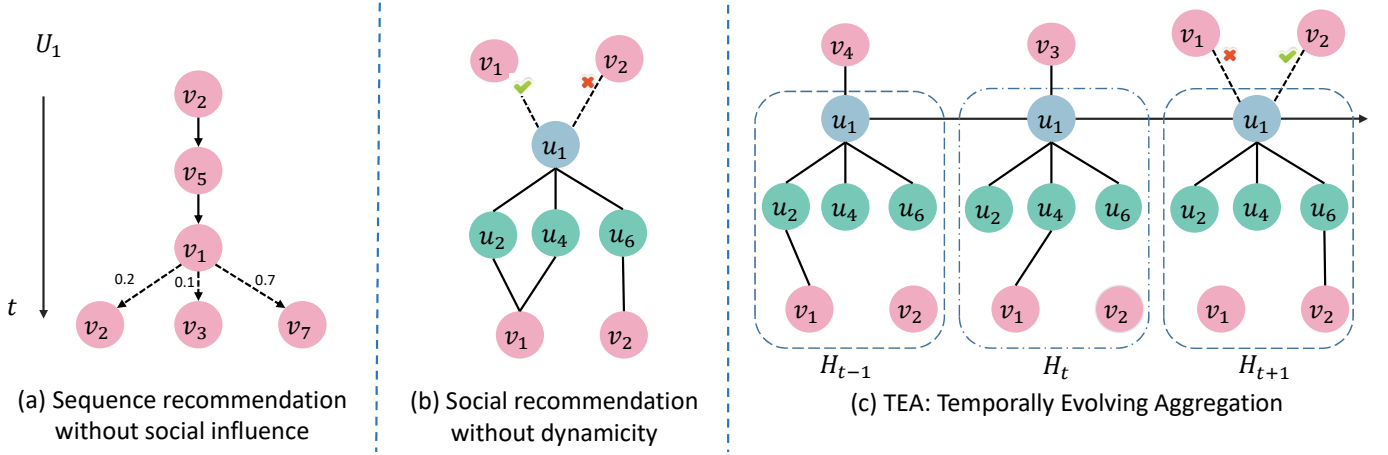 U₁
t
v₂
v₅
v₁
0.2
0.1
0.7
v₂ v₃ v₇
(a) Sequence recommendation
without social influence
v₁ v₂
u₁
u₂ u₄ u₆
v₁ v₂
(b) Social recommendation
without dynamicity
v₄ v₃ v₁ v₂
u₁ u₁ u₁
u₂ u₄ u₆ u₂ u₄ u₆ u₂ u₄ u₆
v₁ v₂ v₁ v₂ v₁ v₂
Hₜ₋₁ Hₜ Hₜ₊₁
(c) TEA: Temporally Evolving Aggregation